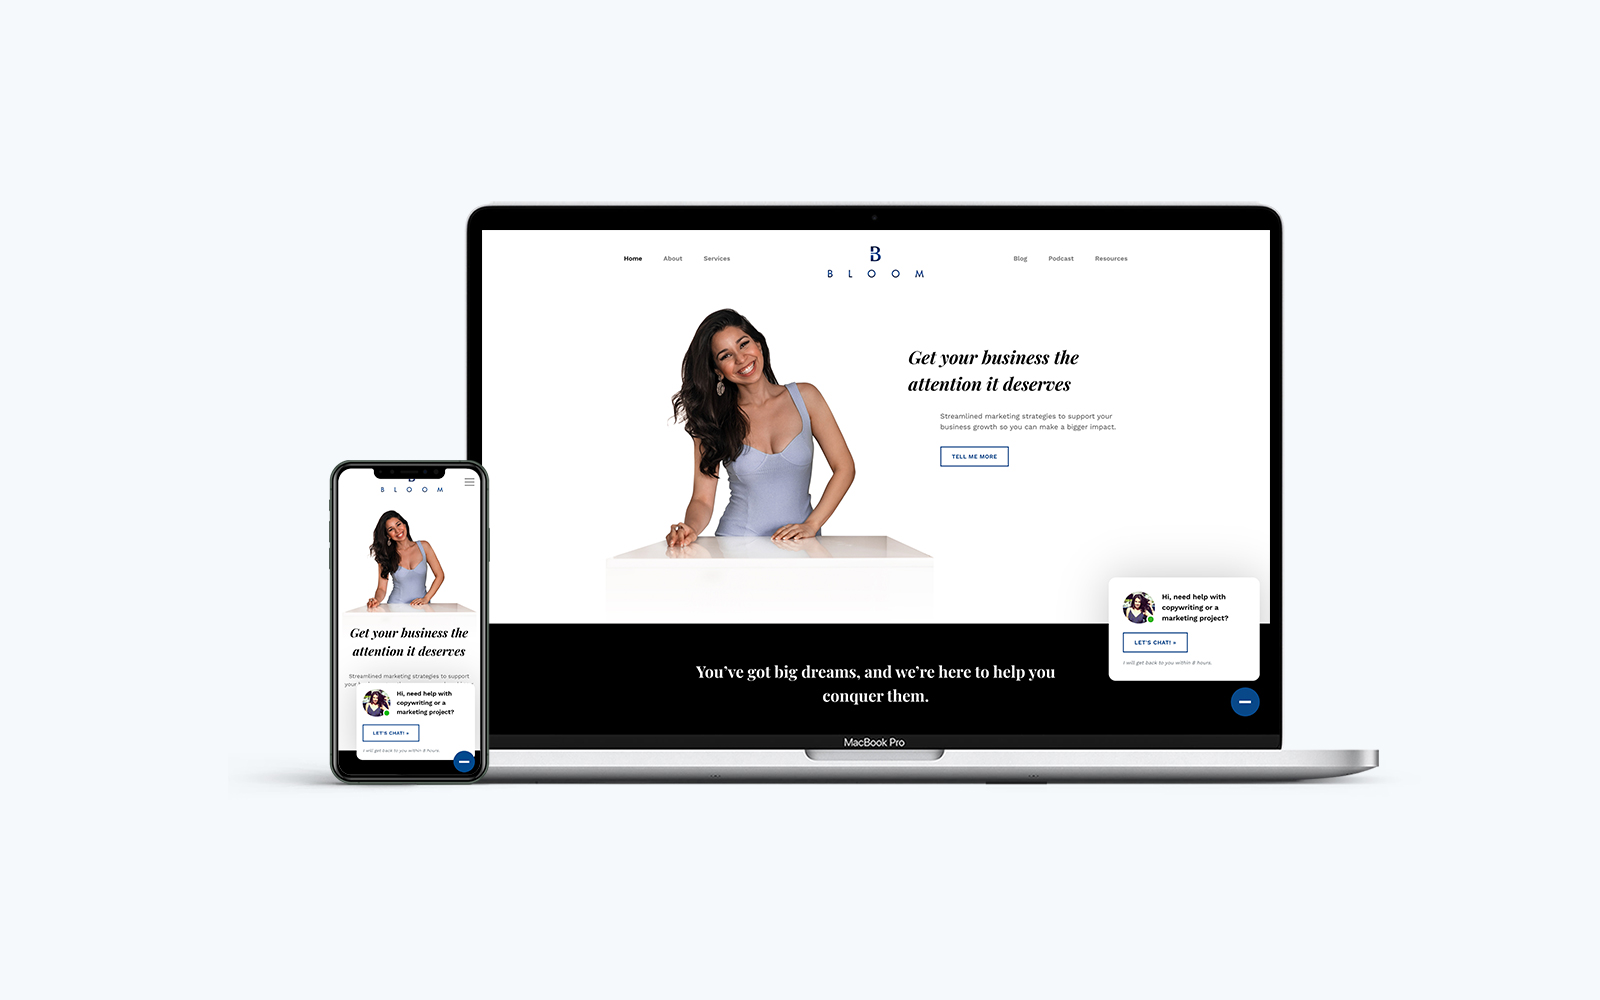 B
BLOOM
Home About Services
Blog Podcast Resources
Get your business the
attention it deserves
Streamlined marketing strategies to support your
business growth so you can make a bigger impact.
TELL ME MORE
Hi, need help with
copywriting or a
marketing project?
LET'S CHAT! »
I will get back to you within 8 hours.
You've got big dreams, and we're here to help you
conquer them.
MacBook Pro
BLOOM
Get your business the
attention it deserves
Streamlined marketing strategies to support
Hi, need help with
copywriting or a
marketing project?
LET'S CHAT! »
I will get back to you within 8 hours.